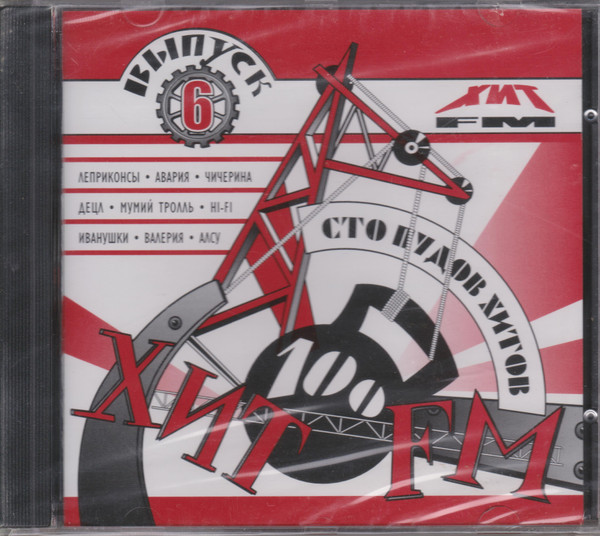 ВЫПУСК
6
ХИТ
FM
ЛЕПРИКОНСЫ • АВАРИЯ • ЧИЧЕРИНА
ДЕЦЛ • МУМИЙ ТРОЛЛЬ • HI-FI
ИВАНУШКИ • ВАЛЕРИЯ • АЛСУ
СТО ПУДОВ ХИТОВ
100
ХИТ FM